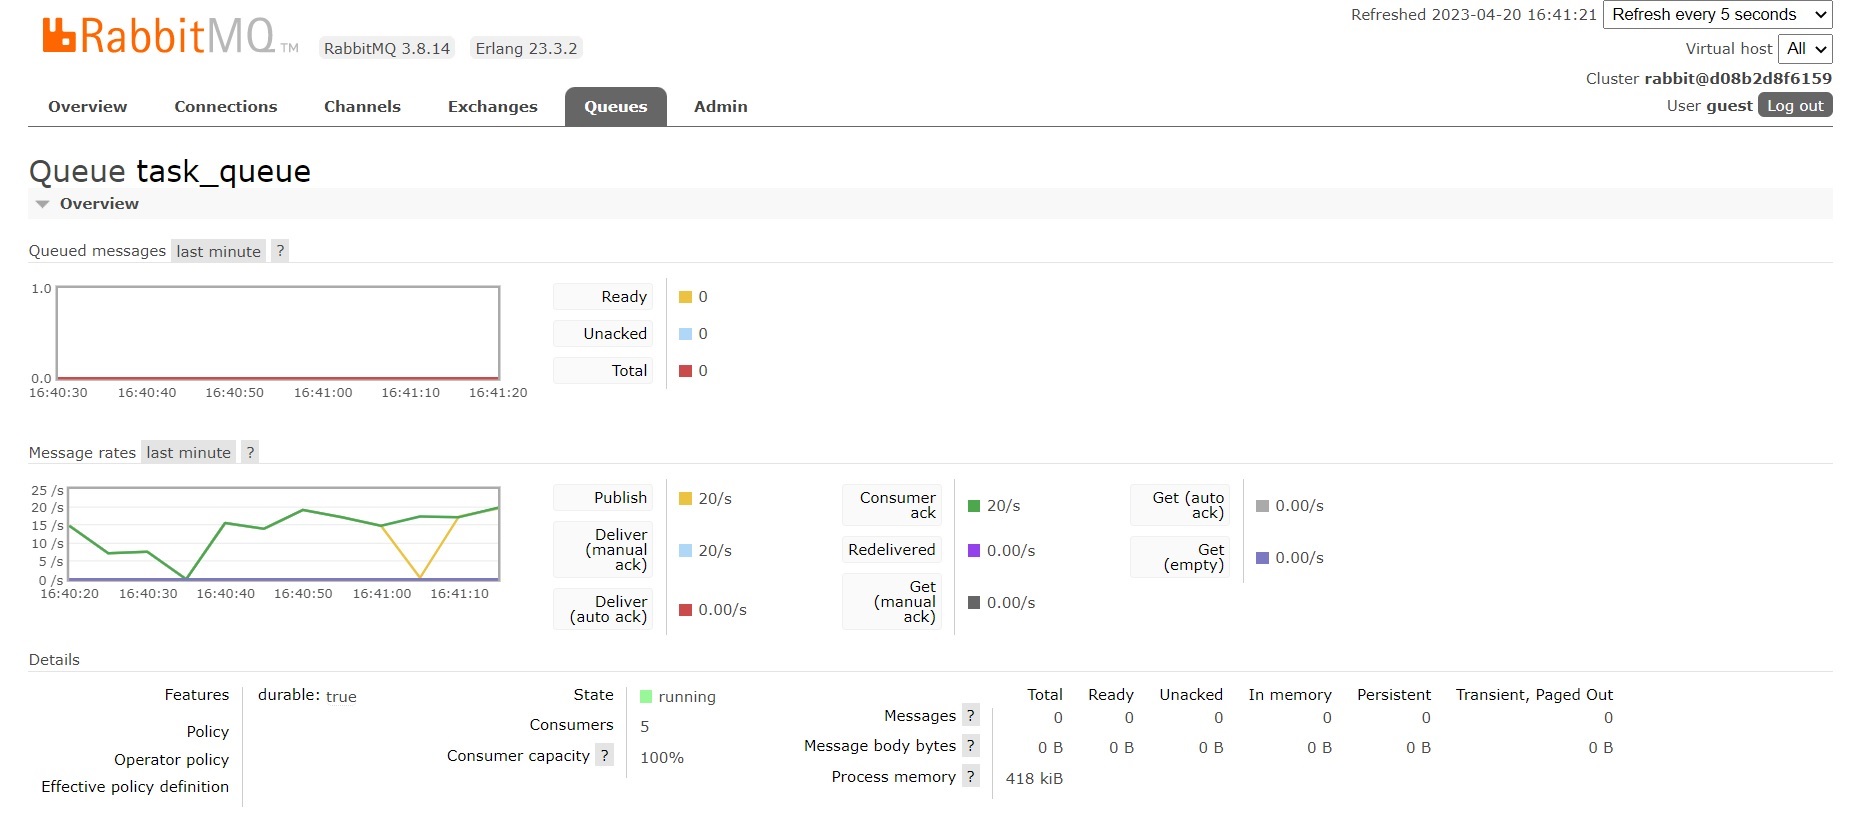 RabbitMQ TM RabbitMQ 3.8.14 Erlang 23.3.2
Refreshed 2023-04-20 16:41:21 Refresh every 5 seconds
Virtual host All
Cluster rabbit@d08b2d8f6159
User guest Log out
Overview Connections Channels Exchanges Queues Admin
Queue task_queue
Overview
Queued messages last minute ?
1.0
0.0
16:40:30 16:40:40 16:40:50 16:41:00 16:41:10 16:41:20
Ready 0
Unacked 0
Total 0
Message rates last minute ?
25 /s
20 /s
15 /s
10 /s
5 /s
0 /s
16:40:20 16:40:30 16:40:40 16:40:50 16:41:00 16:41:10
Publish 20/s
Deliver
(manual
ack)
20/s
Deliver
(auto ack)
0.00/s
Consumer
ack
20/s
Redelivered 0.00/s
Get
(manual
ack)
0.00/s
Get (auto
ack)
0.00/s
Get
(empty)
0.00/s
Details
Features durable: true
Policy
Operator policy
Effective policy definition
State running
Consumers 5
Consumer capacity ? 100%
Total Ready Unacked In memory Persistent Transient, Paged Out
Messages ? 0 0 0 0 0 0
Message body bytes ? 0 B 0 B 0 B 0 B 0 B 0 B
Process memory ? 418 kiB